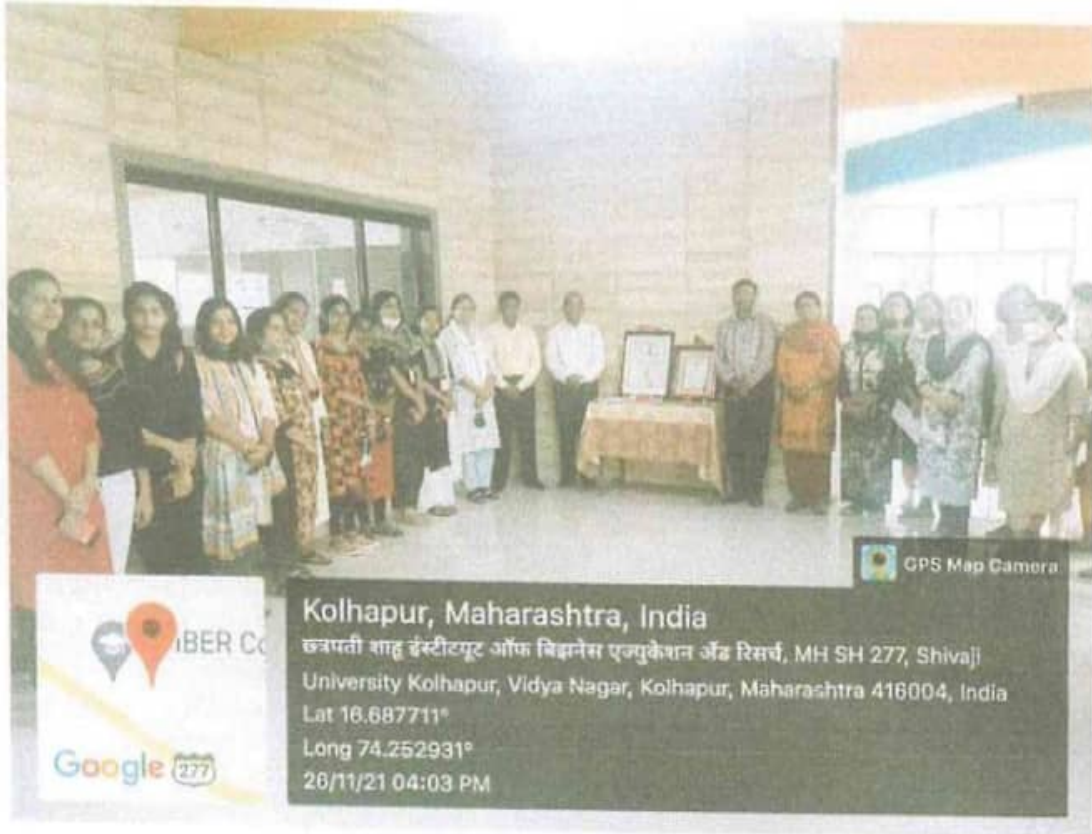 GPS Map Camera
Kolhapur, Maharashtra, India
छत्रपती शाहू इंस्टीटयूट ऑफ बिझनेस एज्युकेशन अँड रिसर्च, MH SH 277, Shivaji
University Kolhapur, Vidya Nagar, Kolhapur, Maharashtra 416004, India
Lat 16.687711°
Long 74.252931°
26/11/21 04:03 PM
IBER Co
Google
277